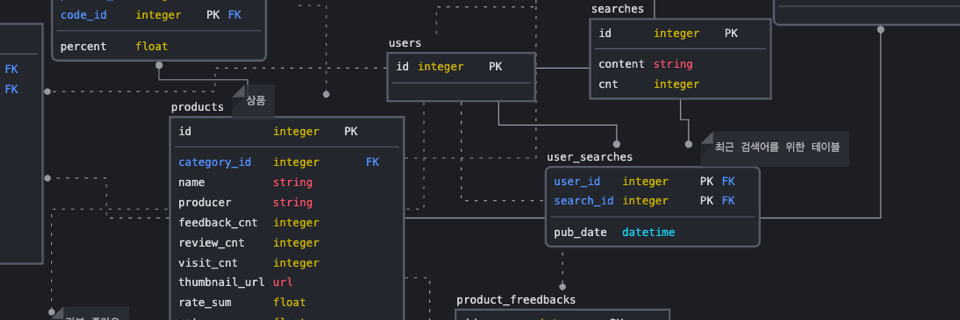 code_id integer PK FK
percent float
FK
FK
products
상품
id integer PK
category_id integer FK
name string
producer string
feedback_cnt integer
review_cnt integer
visit_cnt integer
thumbnail_url url
rate_sum float
users
id integer PK
searches
id integer PK
content string
cnt integer
최근 검색어를 위한 테이블
user_searches
user_id integer PK FK
search_id integer PK FK
pub_date datetime
product_freedbacks